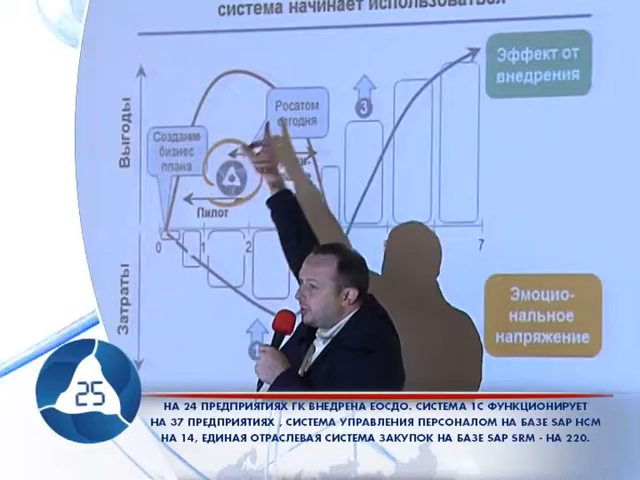 система начинает использоваться
Эффект от
внедрения
Росатом
сегодня
3
Создание
бизнес
плана
Выгоды
Пилот
0
1
2
7
Затраты
Эмоцио-
нальное
напряжение
1
25
НА 24 ПРЕДПРИЯТИЯХ ГК ВНЕДРЕНА ЕОСДО. СИСТЕМА 1С ФУНКЦИОНИРУЕТ
НА 37 ПРЕДПРИЯТИЯХ , СИСТЕМА УПРАВЛЕНИЯ ПЕРСОНАЛОМ НА БАЗЕ SAP HCM
НА 14, ЕДИНАЯ ОТРАСЛЕВАЯ СИСТЕМА ЗАКУПОК НА БАЗЕ SAP SRM - НА 220.